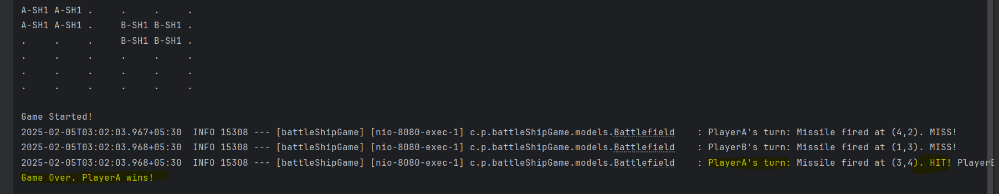 A-SH1 A-SH1 .     .     .     .
A-SH1 A-SH1 .     B-SH1 B-SH1 .
.     .     .     B-SH1 B-SH1 .
.     .     .     .     .     .
.     .     .     .     .     .
.     .     .     .     .     .
Game Started!
2025-02-05T03:02:03.967+05:30  INFO 15308 --- [battleShipGame] [nio-8080-exec-1] c.p.battleShipGame.models.Battlefield    : PlayerA's turn: Missile fired at (4,2). MISS!
2025-02-05T03:02:03.968+05:30  INFO 15308 --- [battleShipGame] [nio-8080-exec-1] c.p.battleShipGame.models.Battlefield    : PlayerB's turn: Missile fired at (1,3). MISS!
2025-02-05T03:02:03.968+05:30  INFO 15308 --- [battleShipGame] [nio-8080-exec-1] c.p.battleShipGame.models.Battlefield    : PlayerA's turn: Missile fired at (3,4). HIT! PlayerB
Game Over. PlayerA wins!